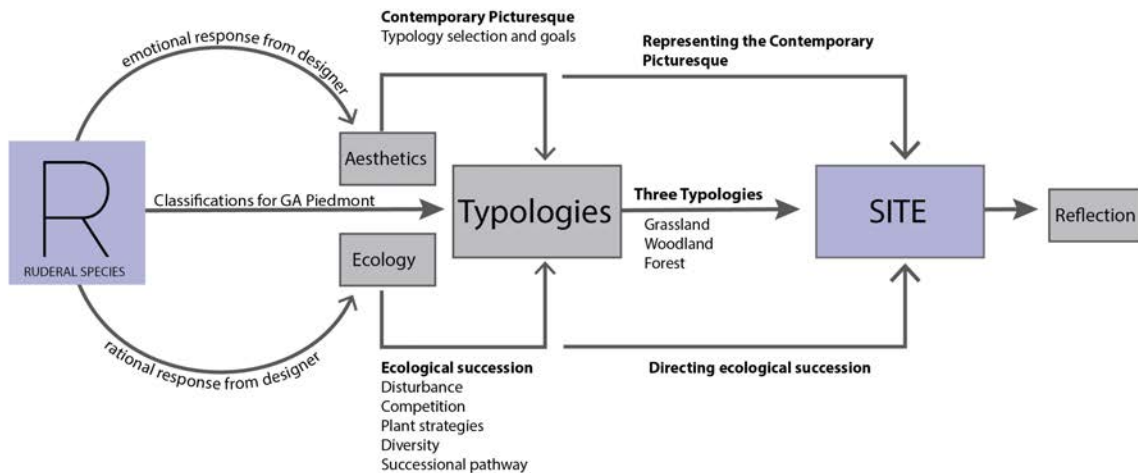 Contemporary Picturesque
Typology selection and goals
Representing the Contemporary
Picturesque
emotional response from designer
Aesthetics
R
RUDERAL SPECIES
Classifications for GA Piedmont
Typologies
Three Typologies
Grassland
Woodland
Forest
SITE
Reflection
Ecology
rational response from designer
Ecological succession
Disturbance
Competition
Plant strategies
Diversity
Successional pathway
Directing ecological succession